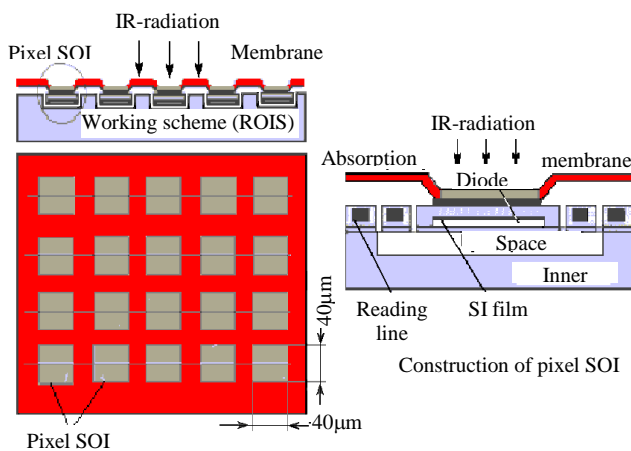 IR-radiation
Pixel SOI
Membrane
Working scheme (ROIS)
40μm
40μm
Pixel SOI
IR-radiation
Absorption
membrane
Diode
Space
Inner
Reading
line
SI film
Construction of pixel SOI